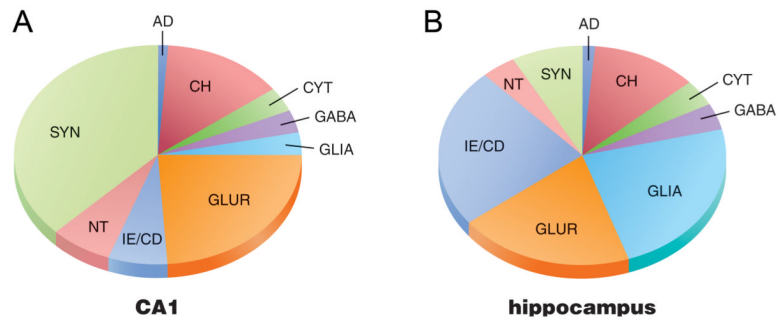 A
AD
CH
CYT
GABA
GLIA
GLUR
IE/CD
NT
SYN
CA1
B
AD
CH
CYT
GABA
GLIA
GLUR
IE/CD
NT
SYN
hippocampus